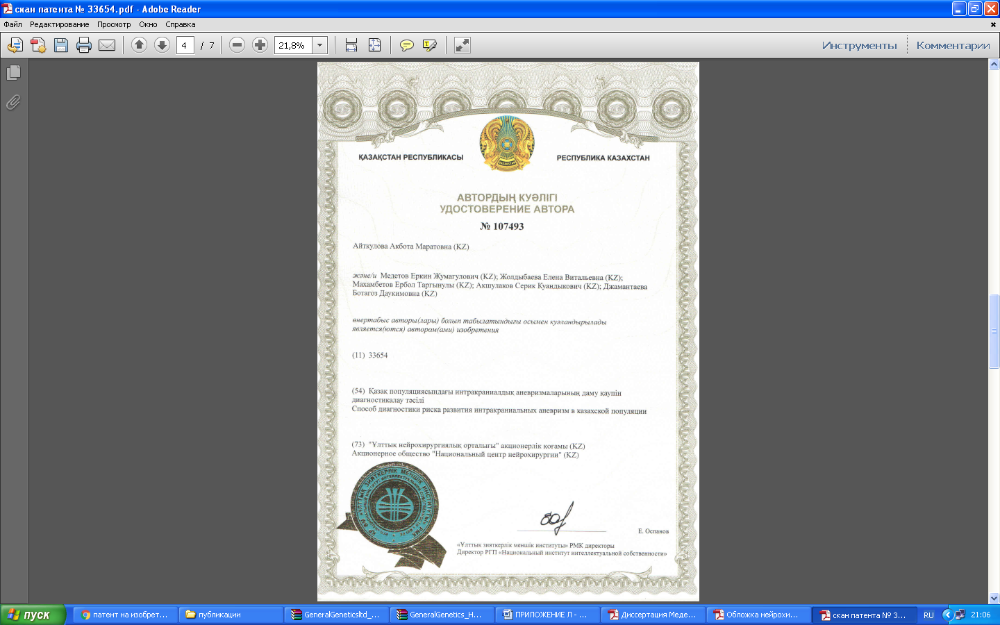 скан патента № 33654.pdf - Adobe Reader
Файл Редактирование Просмотр Окно Справка
4 / 7 21,8% Инструменты Комментарии
ҚАЗАҚСТАН РЕСПУБЛИКАСЫ РЕСПУБЛИКА КАЗАХСТАН
АВТОРДЫҢ КУӘЛІГІ
УДОСТОВЕРЕНИЕ АВТОРА
№ 107493
Айткулова Акбота Маратовна (KZ)
және/и Медетов Еркин Жумагулович (KZ); Жолдыбаева Елена Витальевна (KZ);
Махамбетов Ербол Таргынулы (KZ); Акшулаков Серик Куандыкович (KZ); Джамантаева
Ботагоз Даукимовна (KZ)
өнертабыс авторы(лары) болып табылатындығы осымен куәландырылады
является(ются) автором(ами) изобретения
(11) 33654
(54) Қазақ популяциясындағы интракраниалдық аневризмаларының даму қаупін
диагностикалау тәсілі
Способ диагностики риска развития интракраниальных аневризм в казахской популяции
(73) "Ұлттық нейрохирургиялық орталығы" акционерлік қоғамы (KZ)
Акционерное общество "Национальный центр нейрохирургии" (KZ)
Е. Оспанов
«Ұлттық зияткерлік меншік институты» РМК директоры
Директор РГП «Национальный институт интеллектуальной собственности»
пуск
патент на изобрет...
публикации
GeneralGeneticsltd_...
GeneralGenetics_H...
ПРИЛОЖЕНИЕ Л - ...
Диссертация Меде...
Обложка нейрохи...
скан патента № 3...
RU
21:06